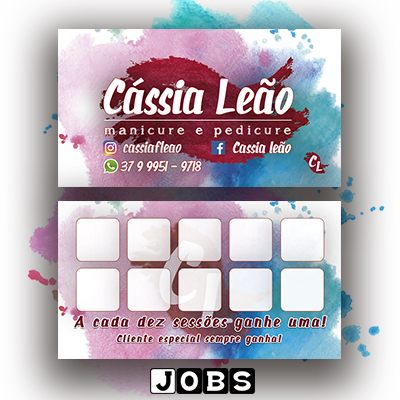 Cássia Leão
manicure e pedicure
cassiafleao Cassia leão
37 9 9951 - 9718
CL
CL
A cada dez sessões ganhe uma!
Cliente especial sempre ganha!
JOBS